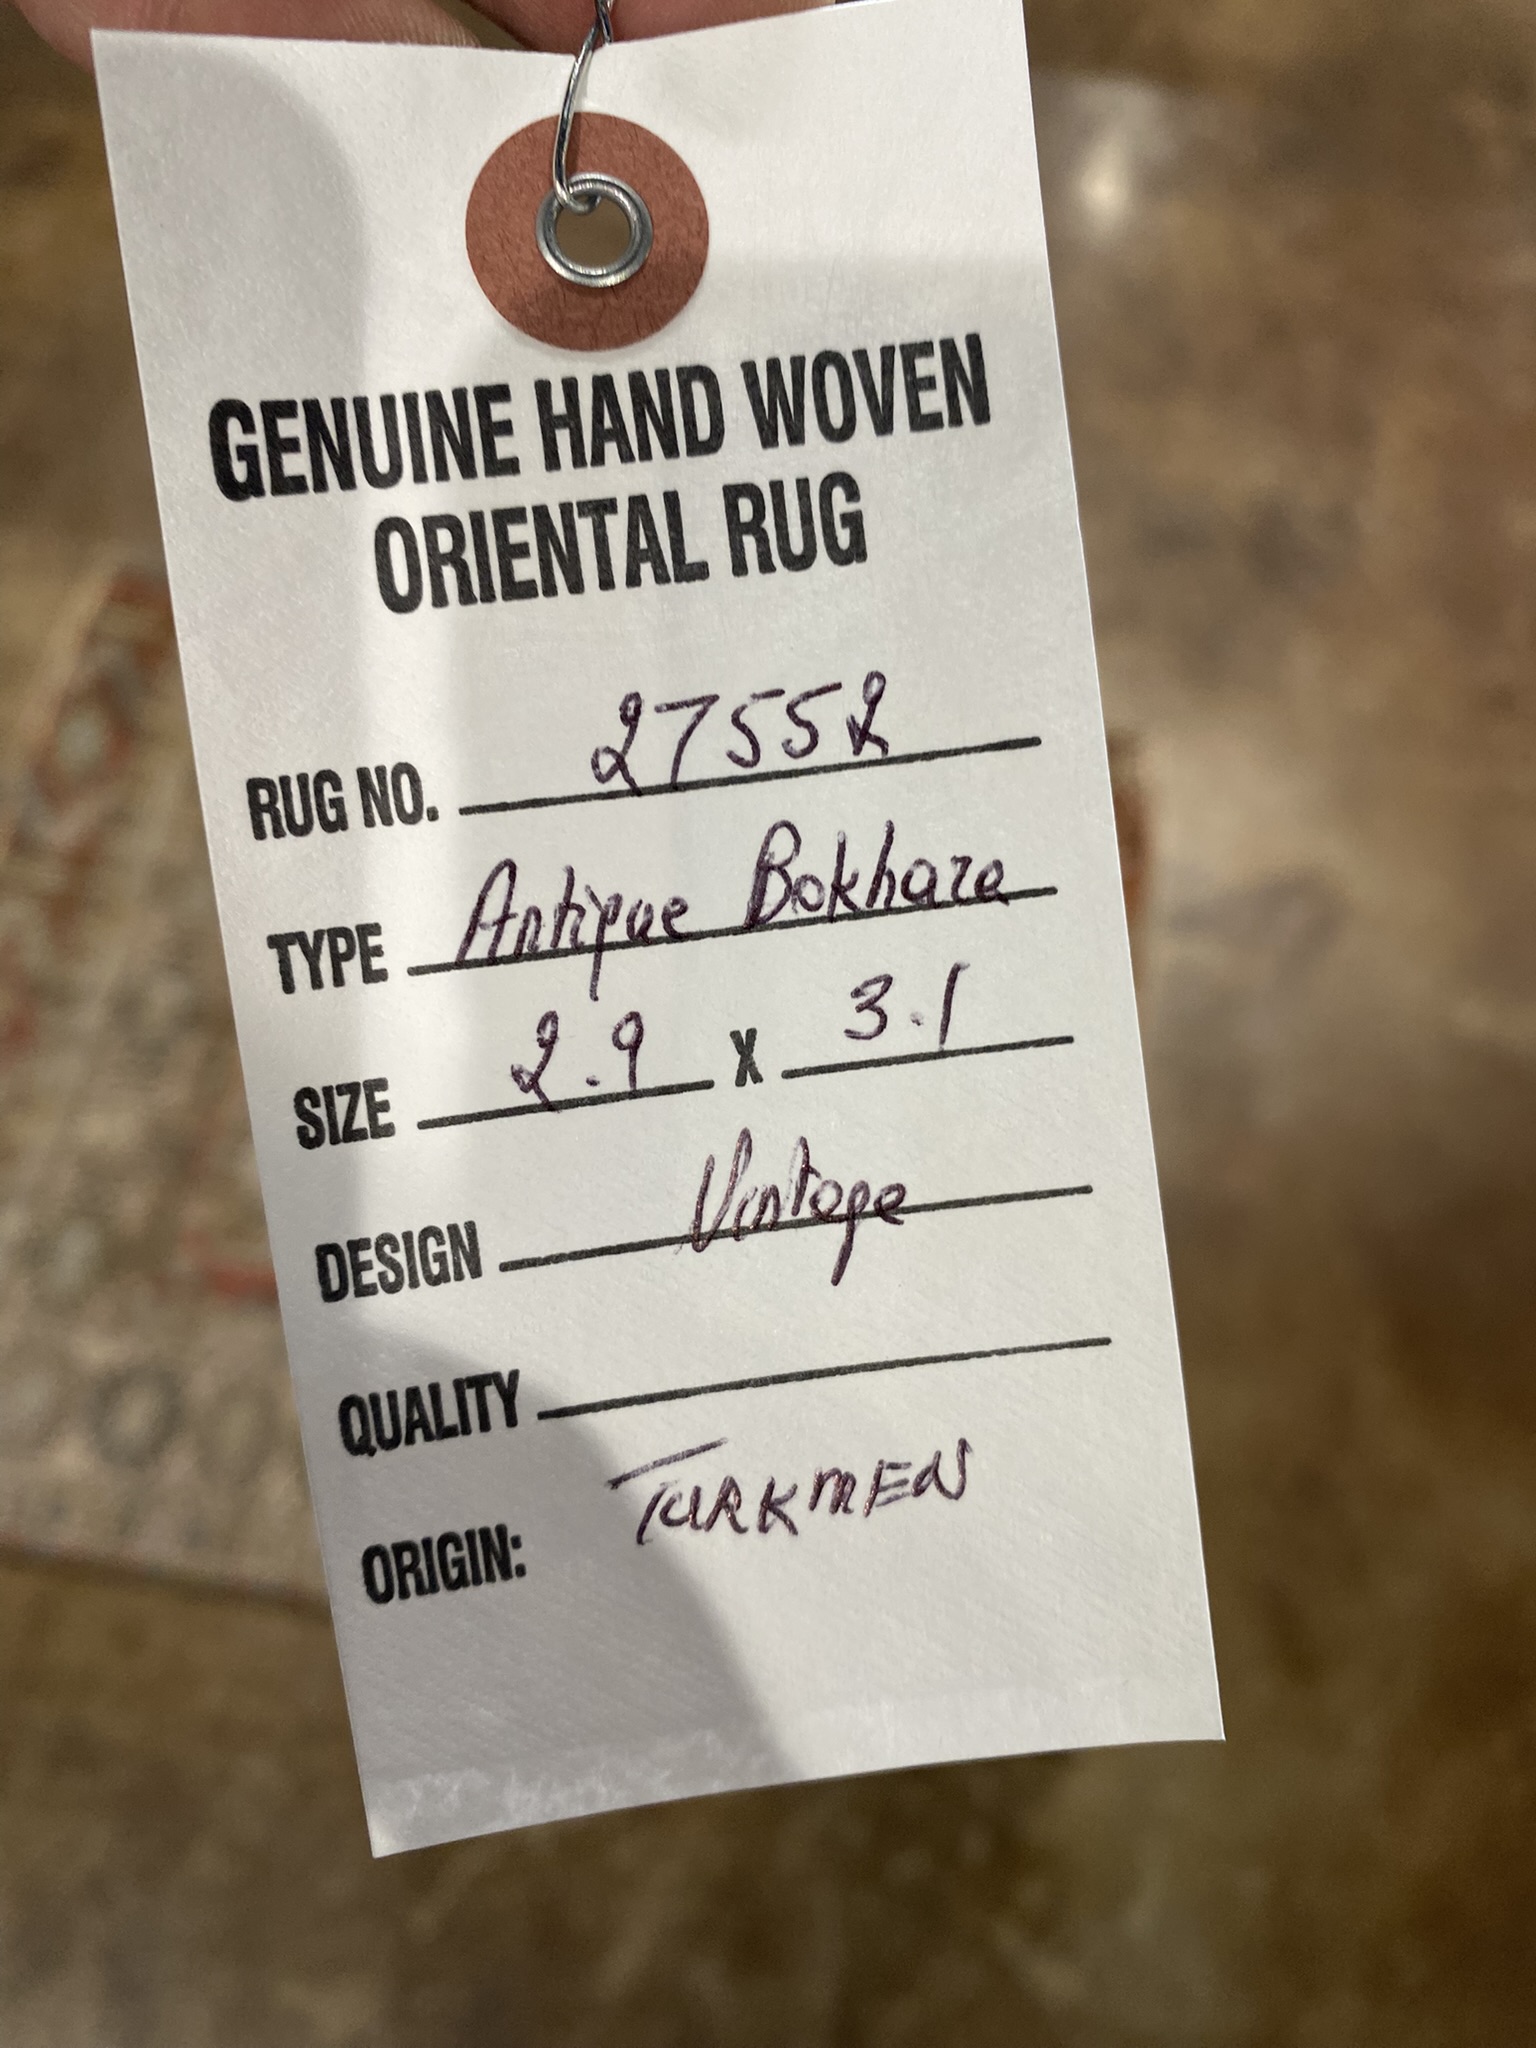 GENUINE HAND WOVEN
ORIENTAL RUG
RUG NO. 27552
TYPE Antique Bokhara
SIZE 2.9 X 3.1
DESIGN Vintage
QUALITY
ORIGIN: TURKMEN